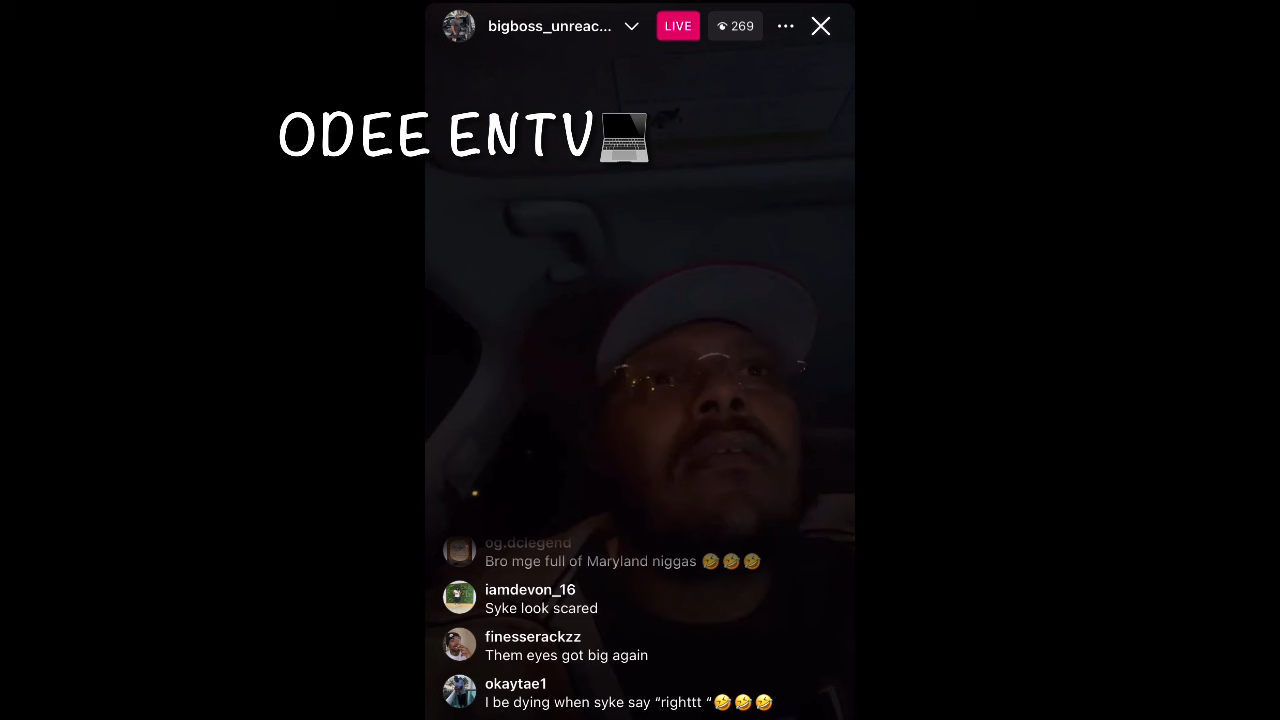 bigboss_unreac...
LIVE
269
ODEE ENTV
og.dclegend
Bro mge full of Maryland niggas 🤣🤣🤣
iamdevon_16
Syke look scared
finesserackzz
Them eyes got big again
okaytae1
I be dying when syke say “righttt “🤣🤣🤣